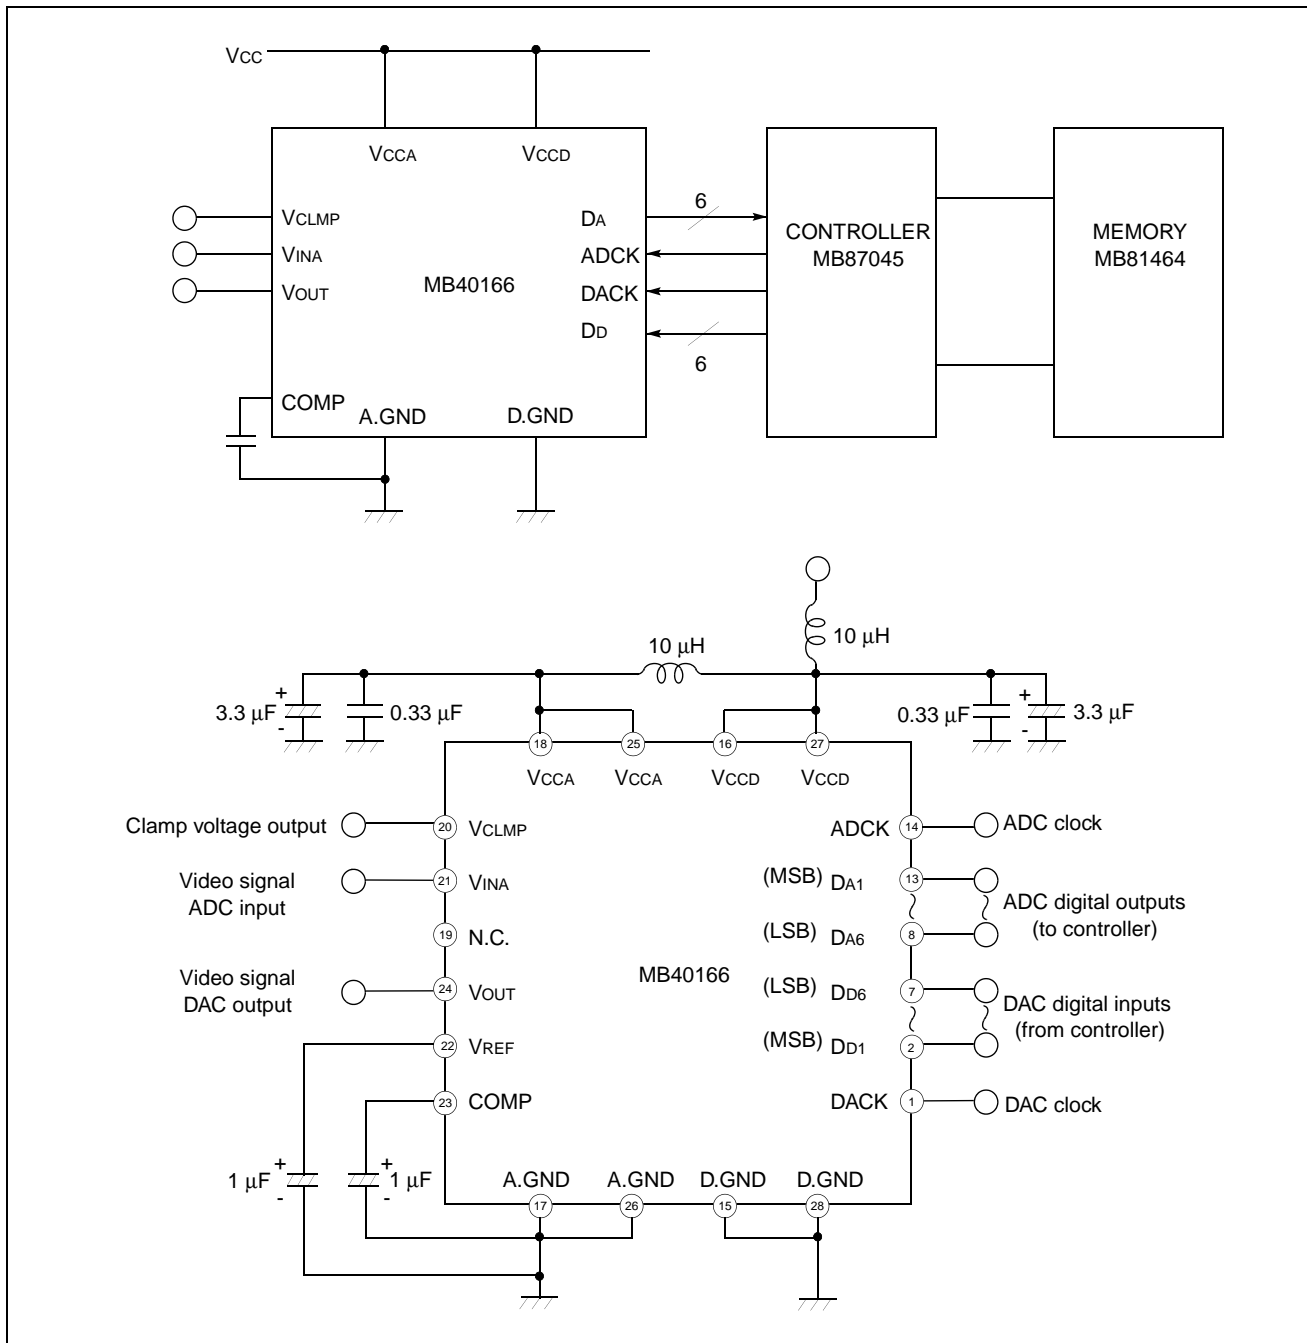 VCC
VCCA VCCD
VCLMP
VINA
VOUT
COMP
MB40166
A.GND D.GND
DA
ADCK
DACK
DD
6
6
CONTROLLER
MB87045
MEMORY
MB81464
10 μH
10 μH
+
3.3 μF
-
0.33 μF
0.33 μF
+
3.3 μF
-
18 25 16 27
VCCA VCCA VCCD VCCD
Clamp voltage output
20 VCLMP
Video signal
ADC input
21 VINA
19 N.C.
Video signal
DAC output
24 VOUT
22 VREF
23 COMP
MB40166
ADCK 14 ADC clock
(MSB) DA1 13
ADC digital outputs
(to controller)
(LSB) DA6 8
(LSB) DD6 7
DAC digital inputs
(from controller)
(MSB) DD1 2
DACK 1 DAC clock
+
1 μF
-
+
1 μF
-
A.GND A.GND D.GND D.GND
17 26 15 28